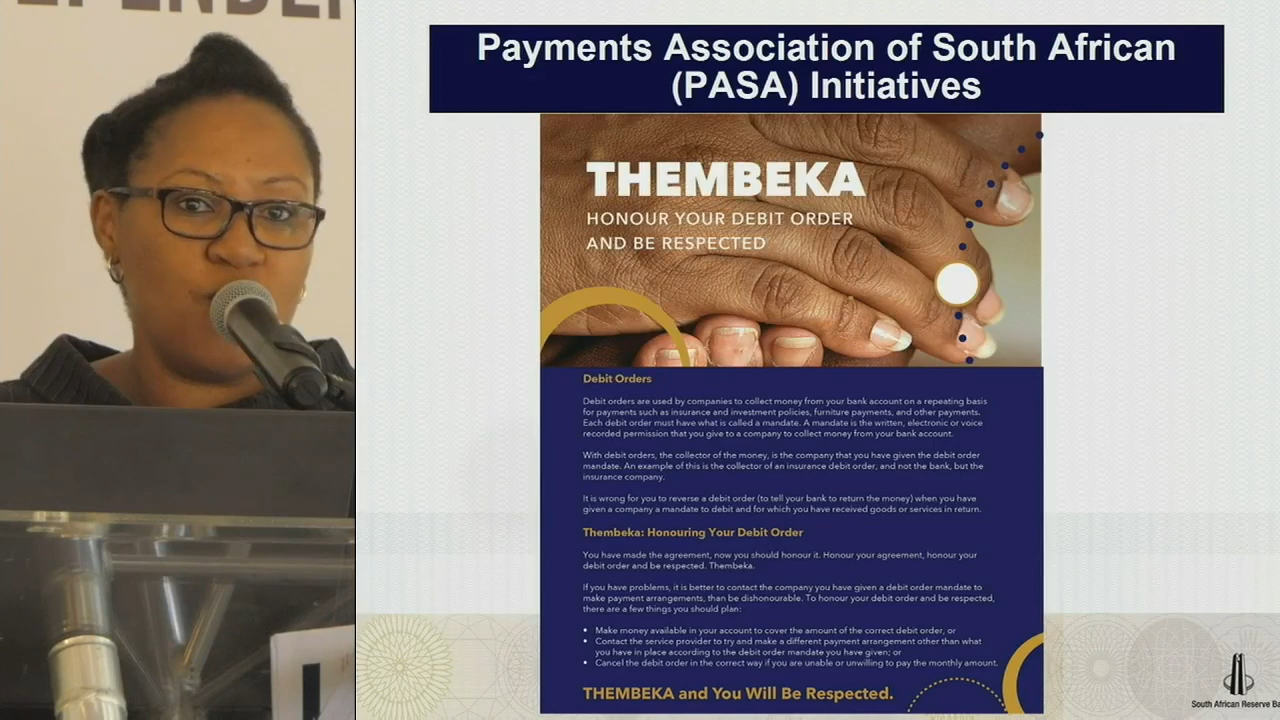 Payments Association of South African
(PASA) Initiatives
THEMBEKA
HONOUR YOUR DEBIT ORDER
AND BE RESPECTED
Debit Orders
Debit orders are used by companies to collect money from your bank account on a repeating basis
for payments such as insurance and investment policies, furniture payments, and other payments.
Each debit order must have what is called a mandate. A mandate is the written, electronic or voice
recorded permission that you give to a company to collect money from your bank account.
With debit orders, the collector of the money, is the company that you have given the debit order
mandate. An example of this is the collector of an insurance debit order, and not the bank, but the
insurance company.
It is wrong for you to reverse a debit order (to tell your bank to return the money) when you have
given a company a mandate to debit and for which you have received goods or services in return.
Thembeka: Honouring Your Debit Order
You have made the agreement, now you should honour it. Honour your agreement, honour your
debit order and be respected. Thembeka.
If you have problems, it is better to contact the company you have given a debit order mandate to
make payment arrangements, than be dishonourable. To honour your debit order and be respected,
there are a few things you should plan:
• Make money available in your account to cover the amount of the correct debit order, or
• Contact the service provider to try and make a different payment arrangement other than what
you have in place according to the debit order mandate you have given; or
• Cancel the debit order in the correct way if you are unable or unwilling to pay the monthly amount.
THEMBEKA and You Will Be Respected.
South African Reserve Ba